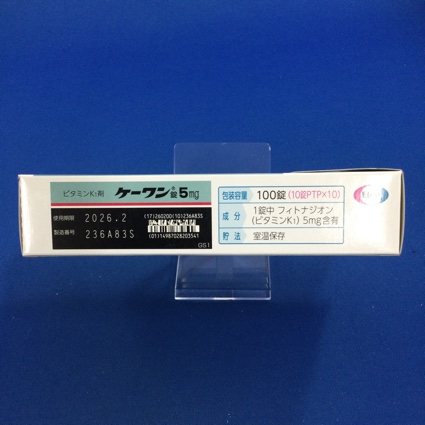 ビタミンK₁剤 ケーワン®錠5mg
使用期限 2026.2
製造番号 236A83S
(17)260200(10)236A83S
(01)14987028203541
GS1
包装容量 100錠 (10錠PTP×10)
成分 1錠中 フィトナジオン
(ビタミンK₁) 5mg含有
貯法 室温保存
Eisai